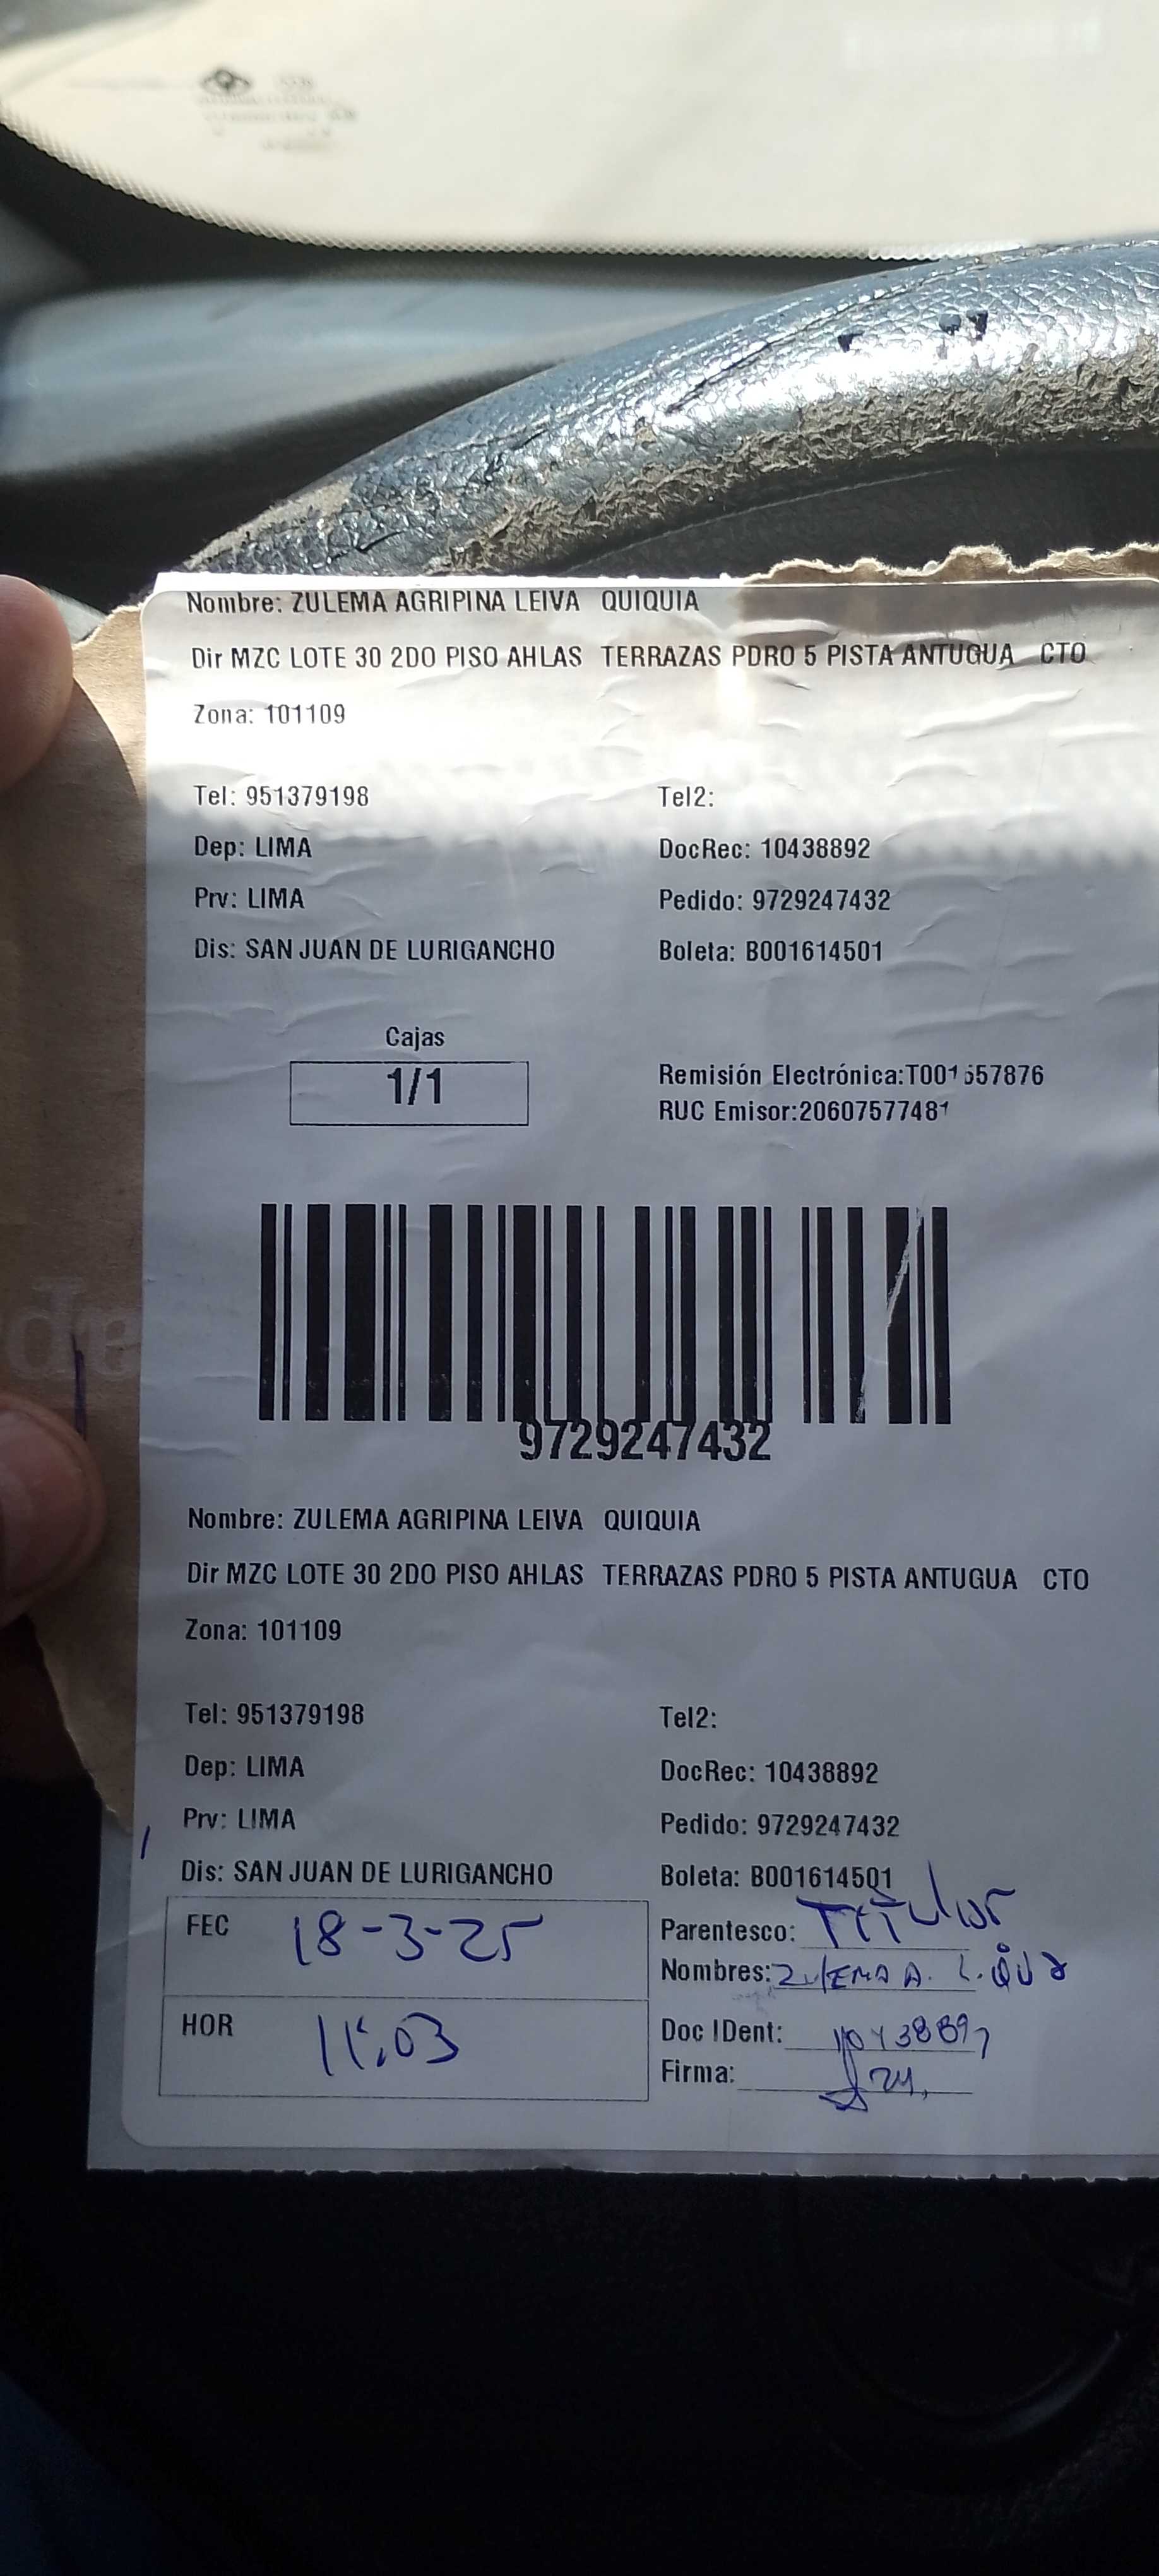 Nombre: ZULEMA AGRIPINA LEIVA QUIQUIA
Dir MZC LOTE 30 2DO PISO AHLAS TERRAZAS PDRO 5 PISTA ANTUGUA CTO
Zona: 101109
Tel: 951379198 Tel2:
Dep: LIMA DocRec: 10438892
Prv: LIMA Pedido: 9729247432
Dis: SAN JUAN DE LURIGANCHO Boleta: B001614501
Cajas
1/1
Remisión Electrónica:T001557876
RUC Emisor:20607577481
9729247432
Nombre: ZULEMA AGRIPINA LEIVA QUIQUIA
Dir MZC LOTE 30 2DO PISO AHLAS TERRAZAS PDRO 5 PISTA ANTUGUA CTO
Zona: 101109
Tel: 951379198 Tel2:
Dep: LIMA DocRec: 10438892
Prv: LIMA Pedido: 9729247432
Dis: SAN JUAN DE LURIGANCHO Boleta: B001614501
FEC 18-3-25 Parentesco: Titular
Nombres: Zulema A. L.
HOR 11:03 Doc IDent:
Firma: